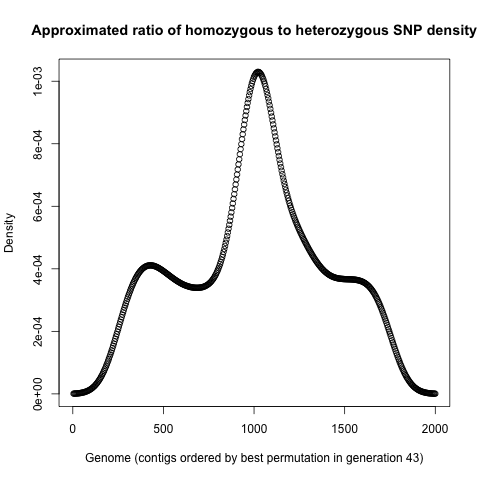 Approximated ratio of homozygous to heterozygous SNP density
1e-03
8e-04
6e-04
4e-04
2e-04
0e+00
Density
0 500 1000 1500 2000
Genome (contigs ordered by best permutation in generation 43)